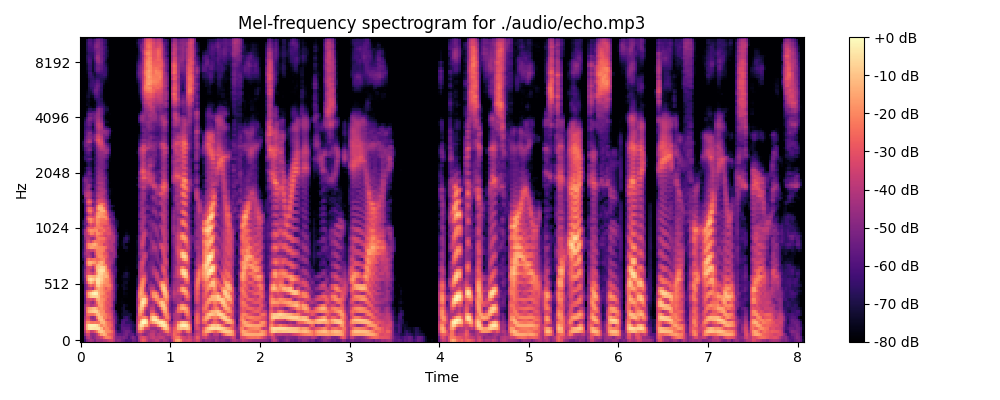 Mel-frequency spectrogram for ./audio/echo.mp3
Hz
8192
4096
2048
1024
512
0
0 1 2 3 4 5 6 7 8
Time
+0 dB
-10 dB
-20 dB
-30 dB
-40 dB
-50 dB
-60 dB
-70 dB
-80 dB